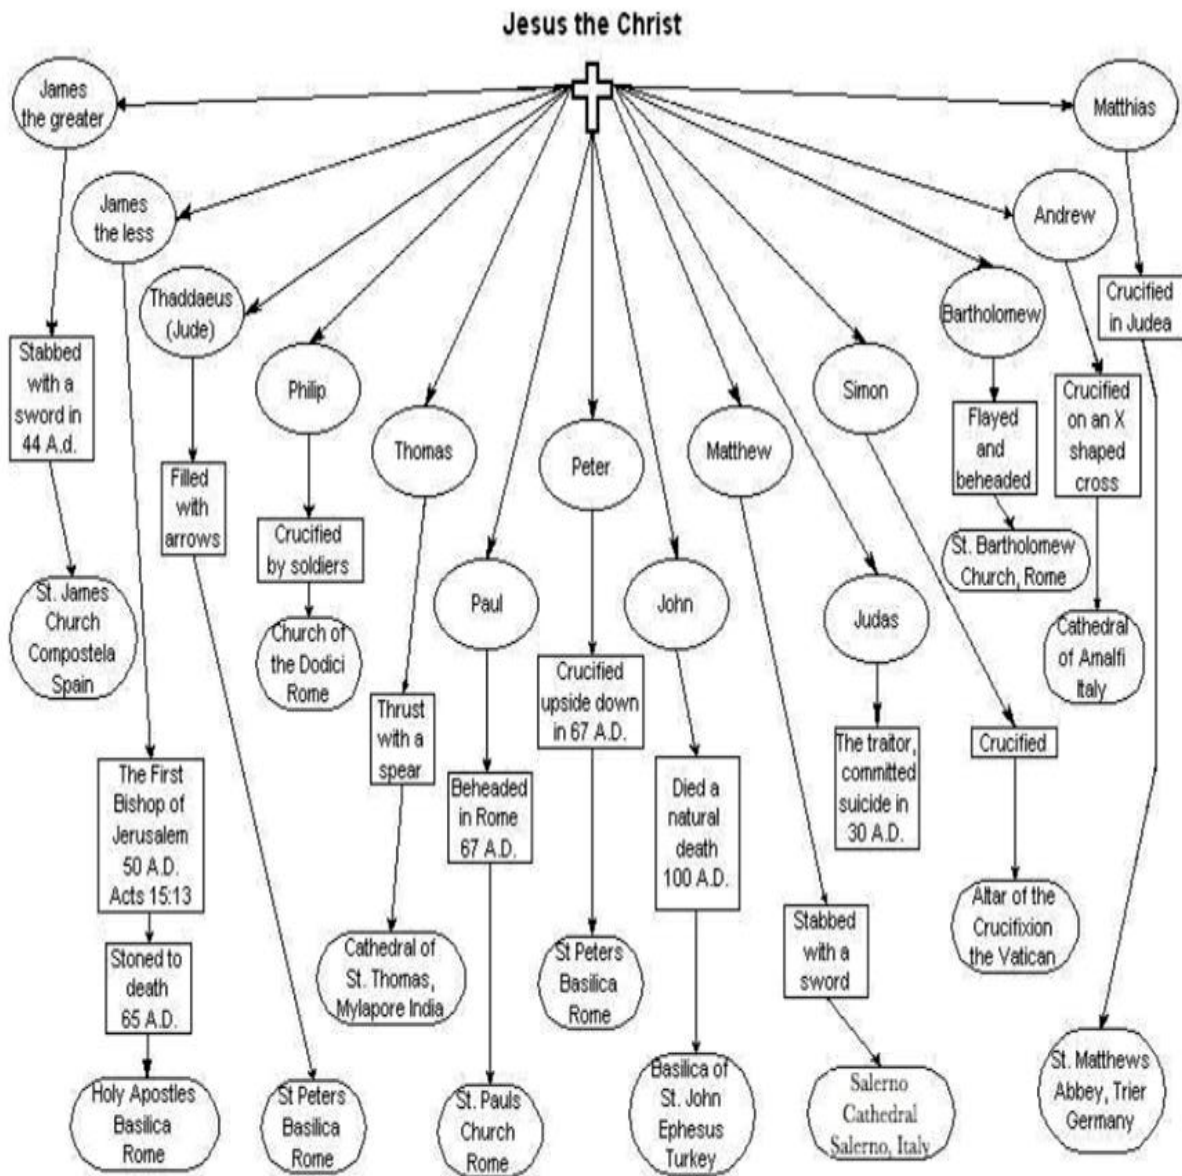 Jesus the Christ
James
the greater
Matthias
James
the less
Andrew
Thaddaeus
(Jude)
Bartholomew
Crucified
in Judea
Stabbed
with a
sword in
44 A.d.
Philip
Simon
Crucified
on an X
shaped
cross
Thomas
Peter
Matthew
Flayed
and
beheaded
Filled
with
arrows
Crucified
by soldiers
St. Bartholomew
Church, Rome
St. James
Church
Compostela
Spain
Paul
John
Judas
Church of
the Dodici
Rome
Cathedral
of Amalfi
Italy
Crucified
upside down
in 67 A.D.
Thrust
with a
spear
The traitor,
committed
suicide in
30 A.D.
Crucified
The First
Bishop of
Jerusalem
50 A.D.
Acts 15:13
Beheaded
in Rome
67 A.D.
Died a
natural
death
100 A.D.
Altar of the
Crucifixion
the Vatican
Stabbed
with a
sword
Cathedral of
St. Thomas,
Mylapore India
St Peters
Basilica
Rome
Stoned to
death
65 A.D.
Holy Apostles
Basilica
Rome
St Peters
Basilica
Rome
St. Pauls
Church
Rome
Basilica of
St. John
Ephesus
Turkey
Salerno
Cathedral
Salerno, Italy
St. Matthews
Abbey, Trier
Germany